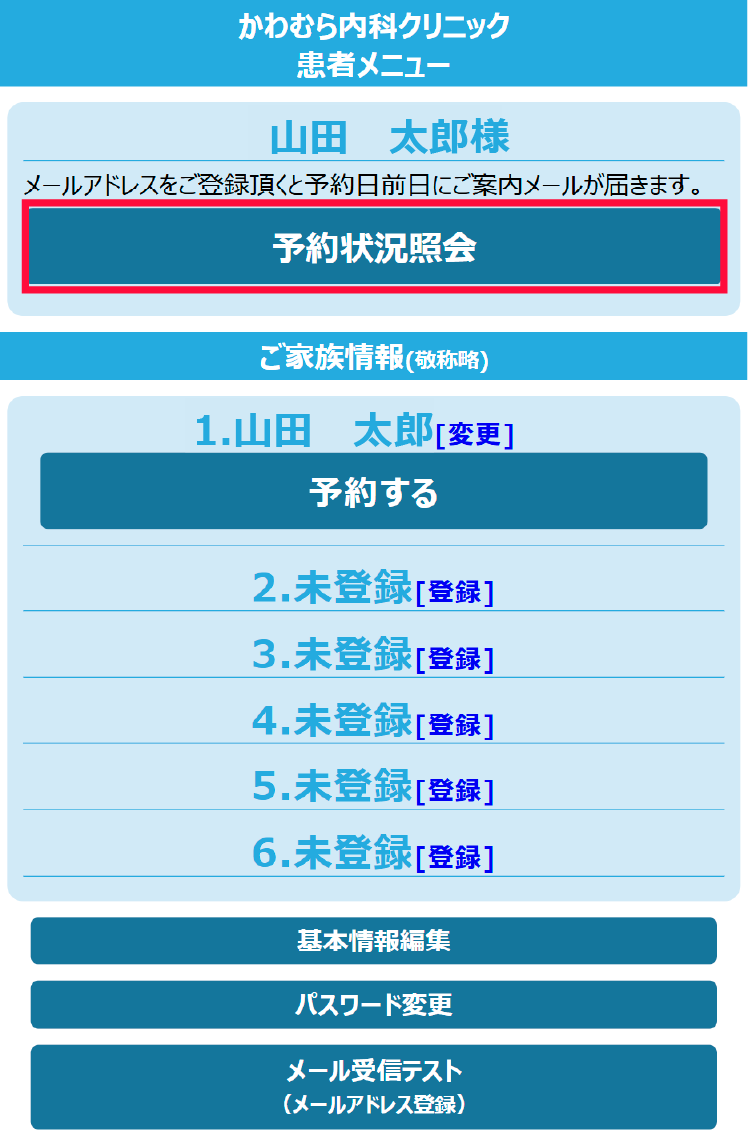 かわむら内科クリニック
患者メニュー
山田　太郎様
メールアドレスをご登録頂くと予約日前日にご案内メールが届きます。
予約状況照会
ご家族情報(敬称略)
1.山田　太郎[変更]
予約する
2.未登録[登録]
3.未登録[登録]
4.未登録[登録]
5.未登録[登録]
6.未登録[登録]
基本情報編集
パスワード変更
メール受信テスト
（メールアドレス登録）